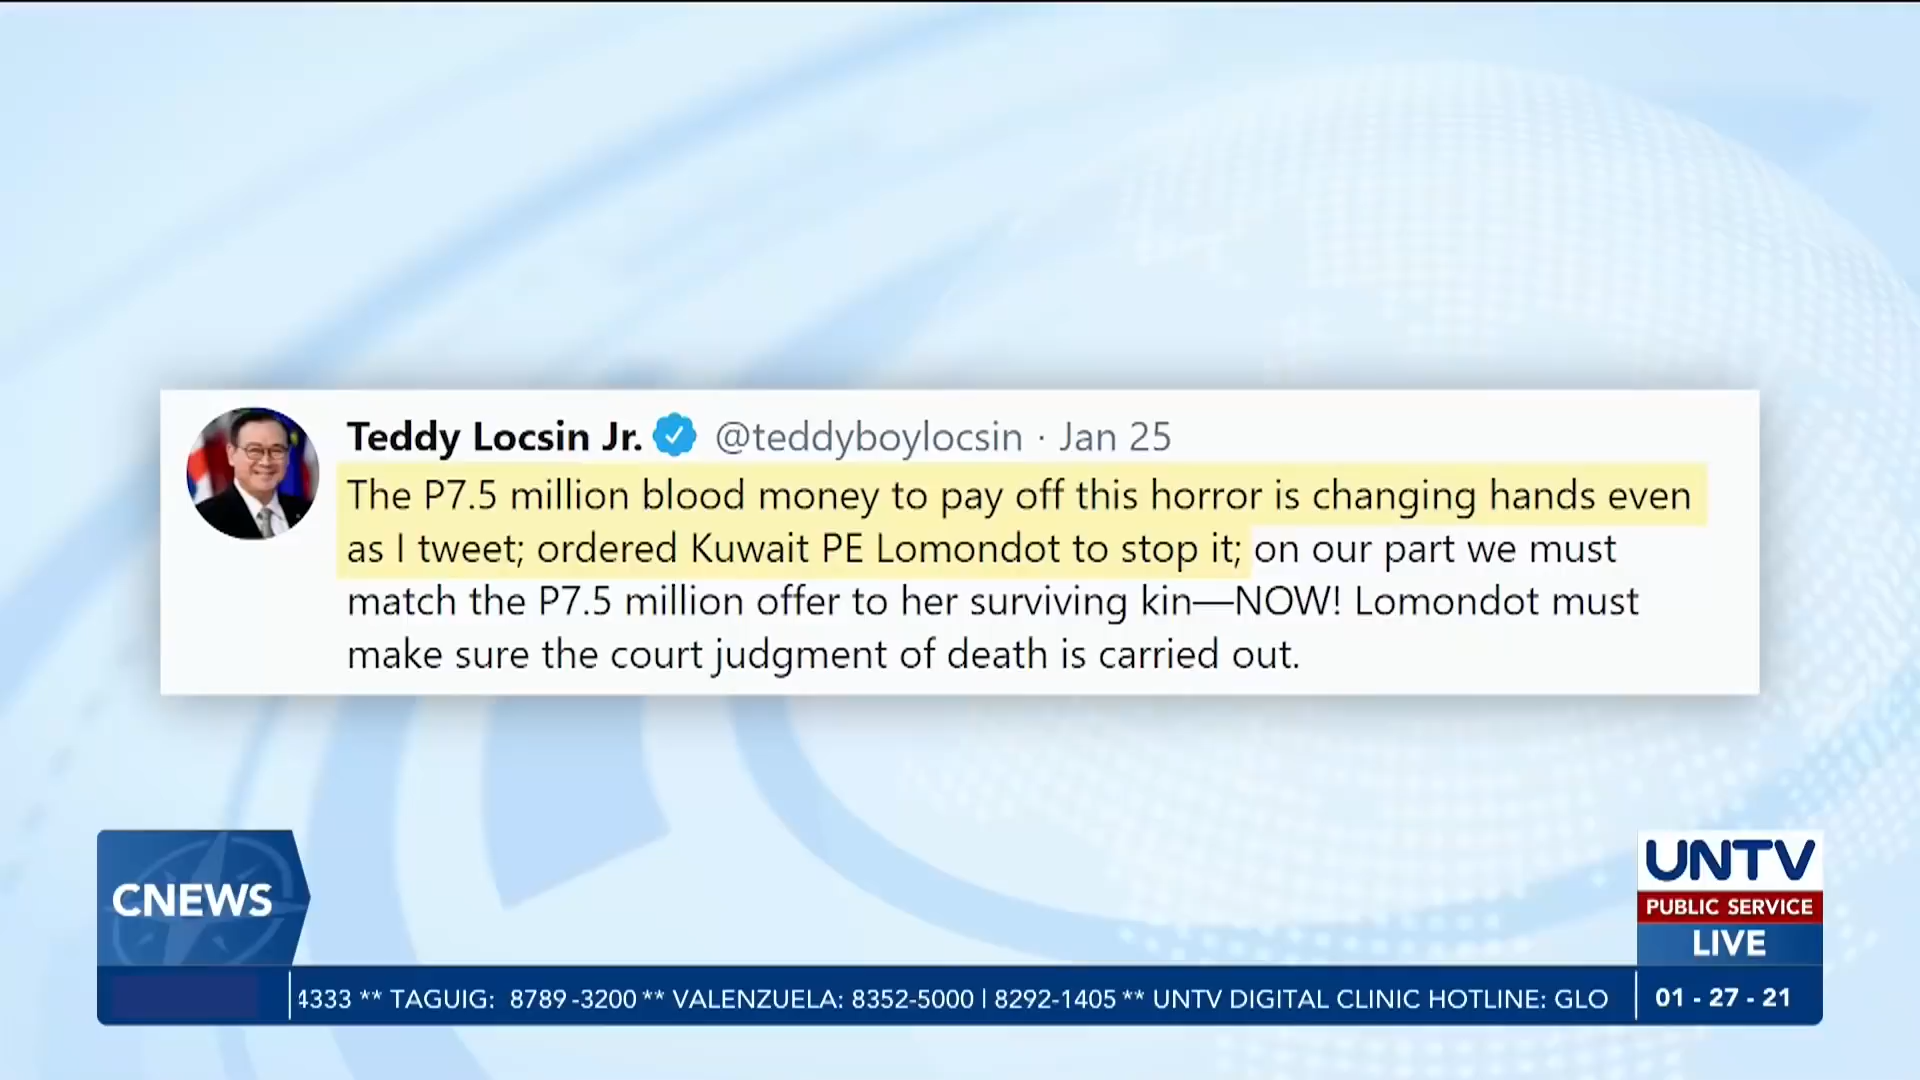 Teddy Locsin Jr. @teddyboylocsin · Jan 25
The P7.5 million blood money to pay off this horror is changing hands even
as I tweet; ordered Kuwait PE Lomondot to stop it; on our part we must
match the P7.5 million offer to her surviving kin—NOW! Lomondot must
make sure the court judgment of death is carried out.
CNEWS
UNTV
PUBLIC SERVICE
LIVE
4333 ** TAGUIG: 8789-3200 ** VALENZUELA: 8352-5000 | 8292-1405 ** UNTV DIGITAL CLINIC HOTLINE: GLO
01 - 27 - 21